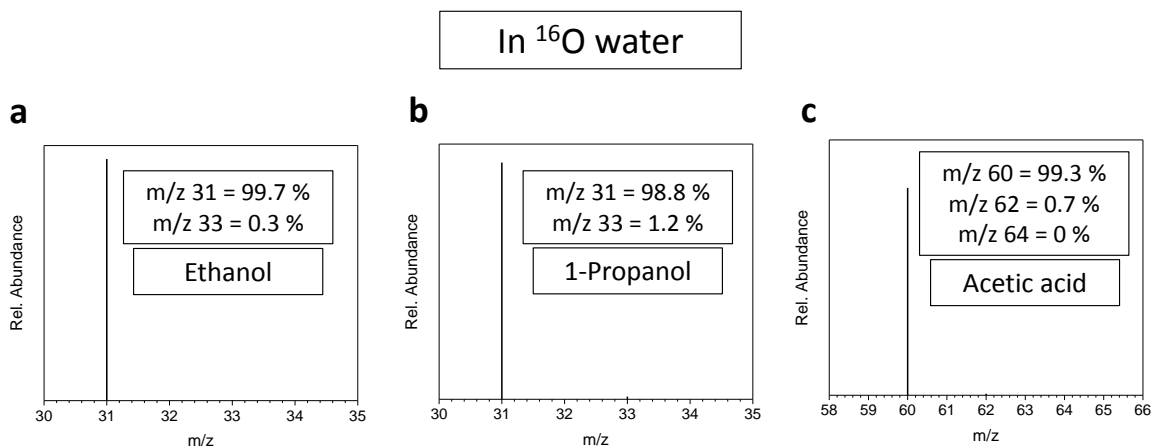 In ¹⁶O water
a
Rel. Abundance
m/z 31 = 99.7 %
m/z 33 = 0.3 %
Ethanol
30 31 32 33 34 35
m/z
b
Rel. Abundance
m/z 31 = 98.8 %
m/z 33 = 1.2 %
1-Propanol
30 31 32 33 34 35
m/z
c
Rel. Abundance
m/z 60 = 99.3 %
m/z 62 = 0.7 %
m/z 64 = 0 %
Acetic acid
58 59 60 61 62 63 64 65 66
m/z